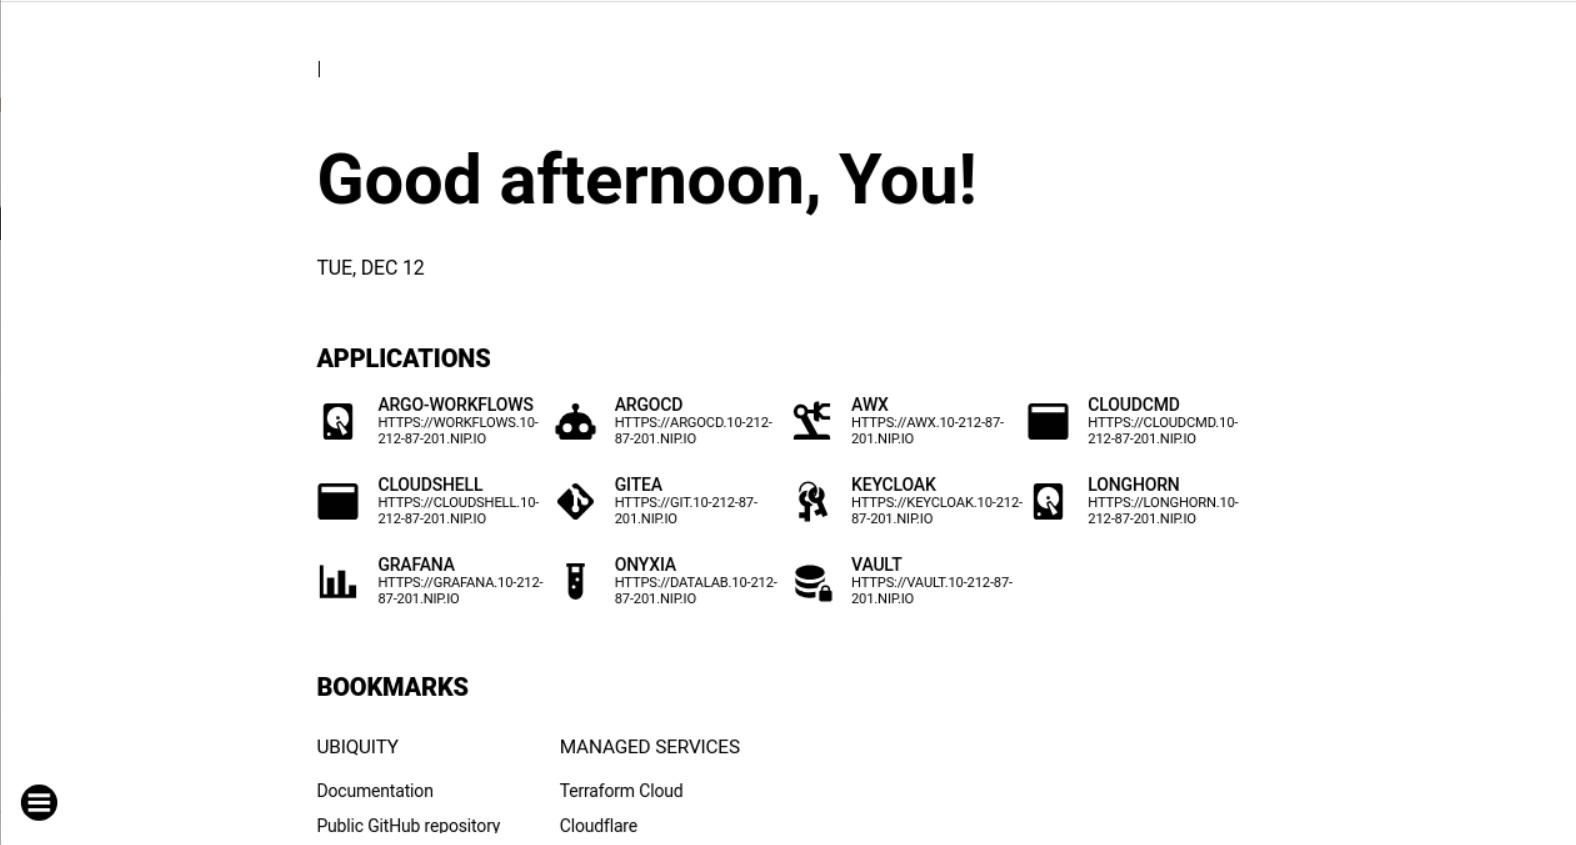 Good afternoon, You!
TUE, DEC 12
APPLICATIONS
ARGO-WORKFLOWS
HTTPS://WORKFLOWS.10-
212-87-201.NIP.IO
ARGOCD
HTTPS://ARGOCD.10-212-
87-201.NIP.IO
AWX
HTTPS://AWX.10-212-87-
201.NIP.IO
CLOUDCMD
HTTPS://CLOUDCMD.10-
212-87-201.NIP.IO
CLOUDSHELL
HTTPS://CLOUDSHELL.10-
212-87-201.NIP.IO
GITEA
HTTPS://GIT.10-212-87-
201.NIP.IO
KEYCLOAK
HTTPS://KEYCLOAK.10-212-
87-201.NIP.IO
LONGHORN
HTTPS://LONGHORN.10-
212-87-201.NIP.IO
GRAFANA
HTTPS://GRAFANA.10-212-
87-201.NIP.IO
ONYXIA
HTTPS://DATALAB.10-212-
87-201.NIP.IO
VAULT
HTTPS://VAULT.10-212-87-
201.NIP.IO
BOOKMARKS
UBIQUITY
Documentation
Public GitHub repository
MANAGED SERVICES
Terraform Cloud
Cloudflare